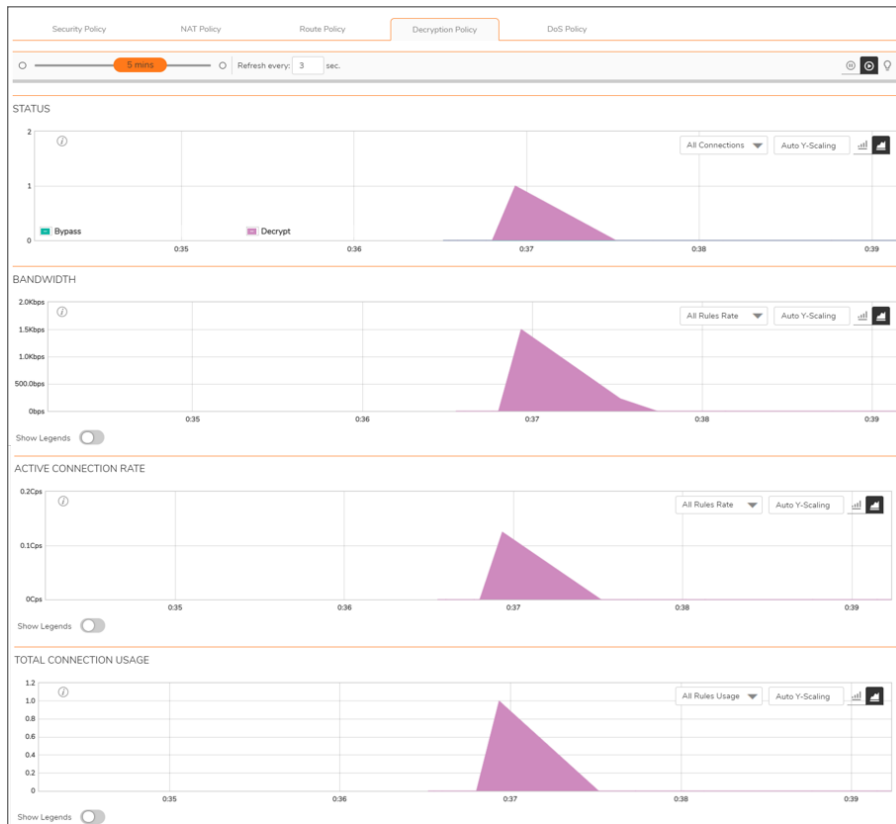 Security Policy NAT Policy Route Policy Decryption Policy DoS Policy
5 mins Refresh every: 3 sec.
STATUS
2 All Connections Auto Y-Scaling
1
Bypass Decrypt
0
0:35 0:36 0:37 0:38 0:39
BANDWIDTH
2.0Kbps All Rules Rate Auto Y-Scaling
1.5Kbps
1.0Kbps
500.0bps
0bps
0:35 0:36 0:37 0:38 0:39
Show Legends
ACTIVE CONNECTION RATE
0.2Cps All Rules Rate Auto Y-Scaling
0.1Cps
0Cps
0:35 0:36 0:37 0:38 0:39
Show Legends
TOTAL CONNECTION USAGE
1.2 All Rules Usage Auto Y-Scaling
1.0
0.8
0.6
0.4
0.2
0
0:35 0:36 0:37 0:38 0:39
Show Legends